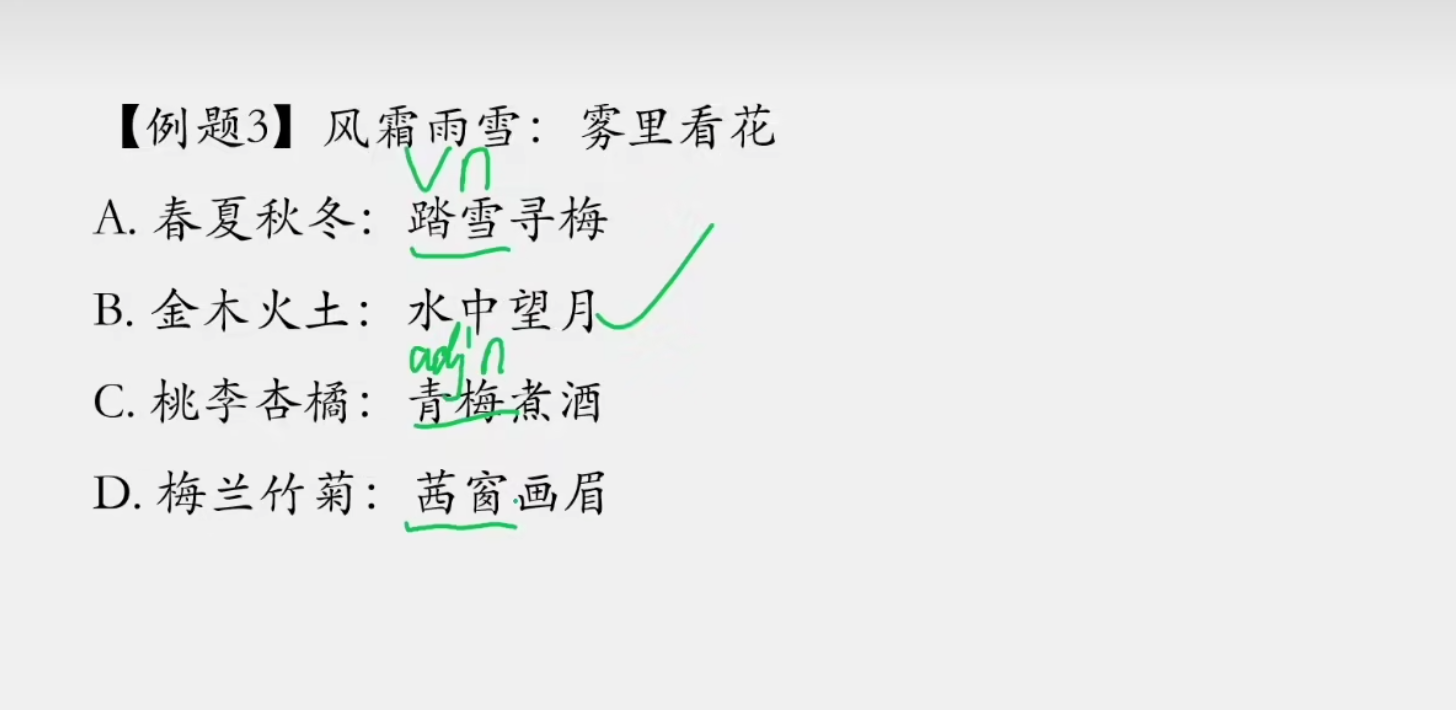 【例题3】风霜雨雪：雾里看花
V n
A. 春夏秋冬：踏雪寻梅
B. 金木火土：水中望月
adj n
C. 桃李杏橘：青梅煮酒
D. 梅兰竹菊：茜窗画眉